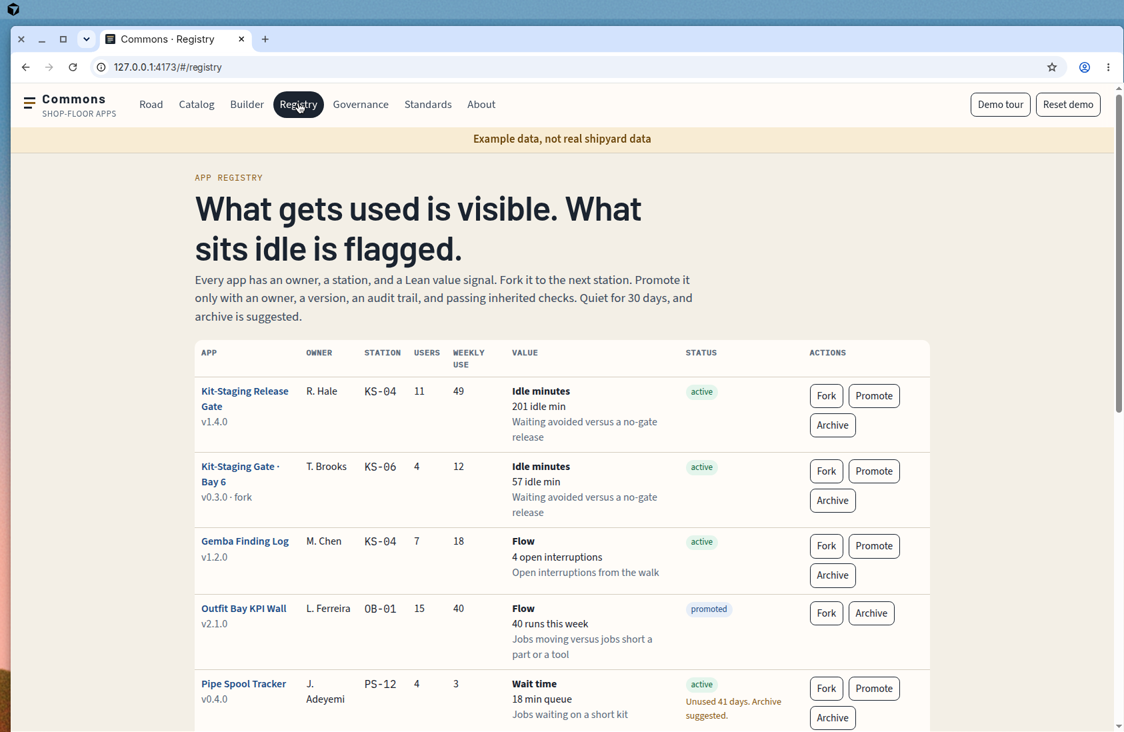 Commons · Registry
127.0.0.1:4173/#/registry
Commons
SHOP-FLOOR APPS
Road Catalog Builder Registry Governance Standards About
Demo tour Reset demo
Example data, not real shipyard data
APP REGISTRY
What gets used is visible. What
sits idle is flagged.
Every app has an owner, a station, and a Lean value signal. Fork it to the next station. Promote it
only with an owner, a version, an audit trail, and passing inherited checks. Quiet for 30 days, and
archive is suggested.
APP OWNER STATION USERS WEEKLY USE VALUE STATUS ACTIONS
Kit-Staging Release R. Hale KS-04 11 49 Idle minutes active Fork Promote
Gate 201 idle min
v1.4.0 Waiting avoided versus a no-gate Archive
release
Kit-Staging Gate · T. Brooks KS-06 4 12 Idle minutes active Fork Promote
Bay 6 57 idle min
v0.3.0 · fork Waiting avoided versus a no-gate Archive
release
Gemba Finding Log M. Chen KS-04 7 18 Flow active Fork Promote
v1.2.0 4 open interruptions
Open interruptions from the walk Archive
Outfit Bay KPI Wall L. Ferreira OB-01 15 40 Flow promoted Fork Archive
v2.1.0 40 runs this week
Jobs moving versus jobs short a
part or a tool
Pipe Spool Tracker J. PS-12 4 3 Wait time active Fork Promote
v0.4.0 Adeyemi 18 min queue Unused 41 days. Archive
Jobs waiting on a short kit suggested. Archive